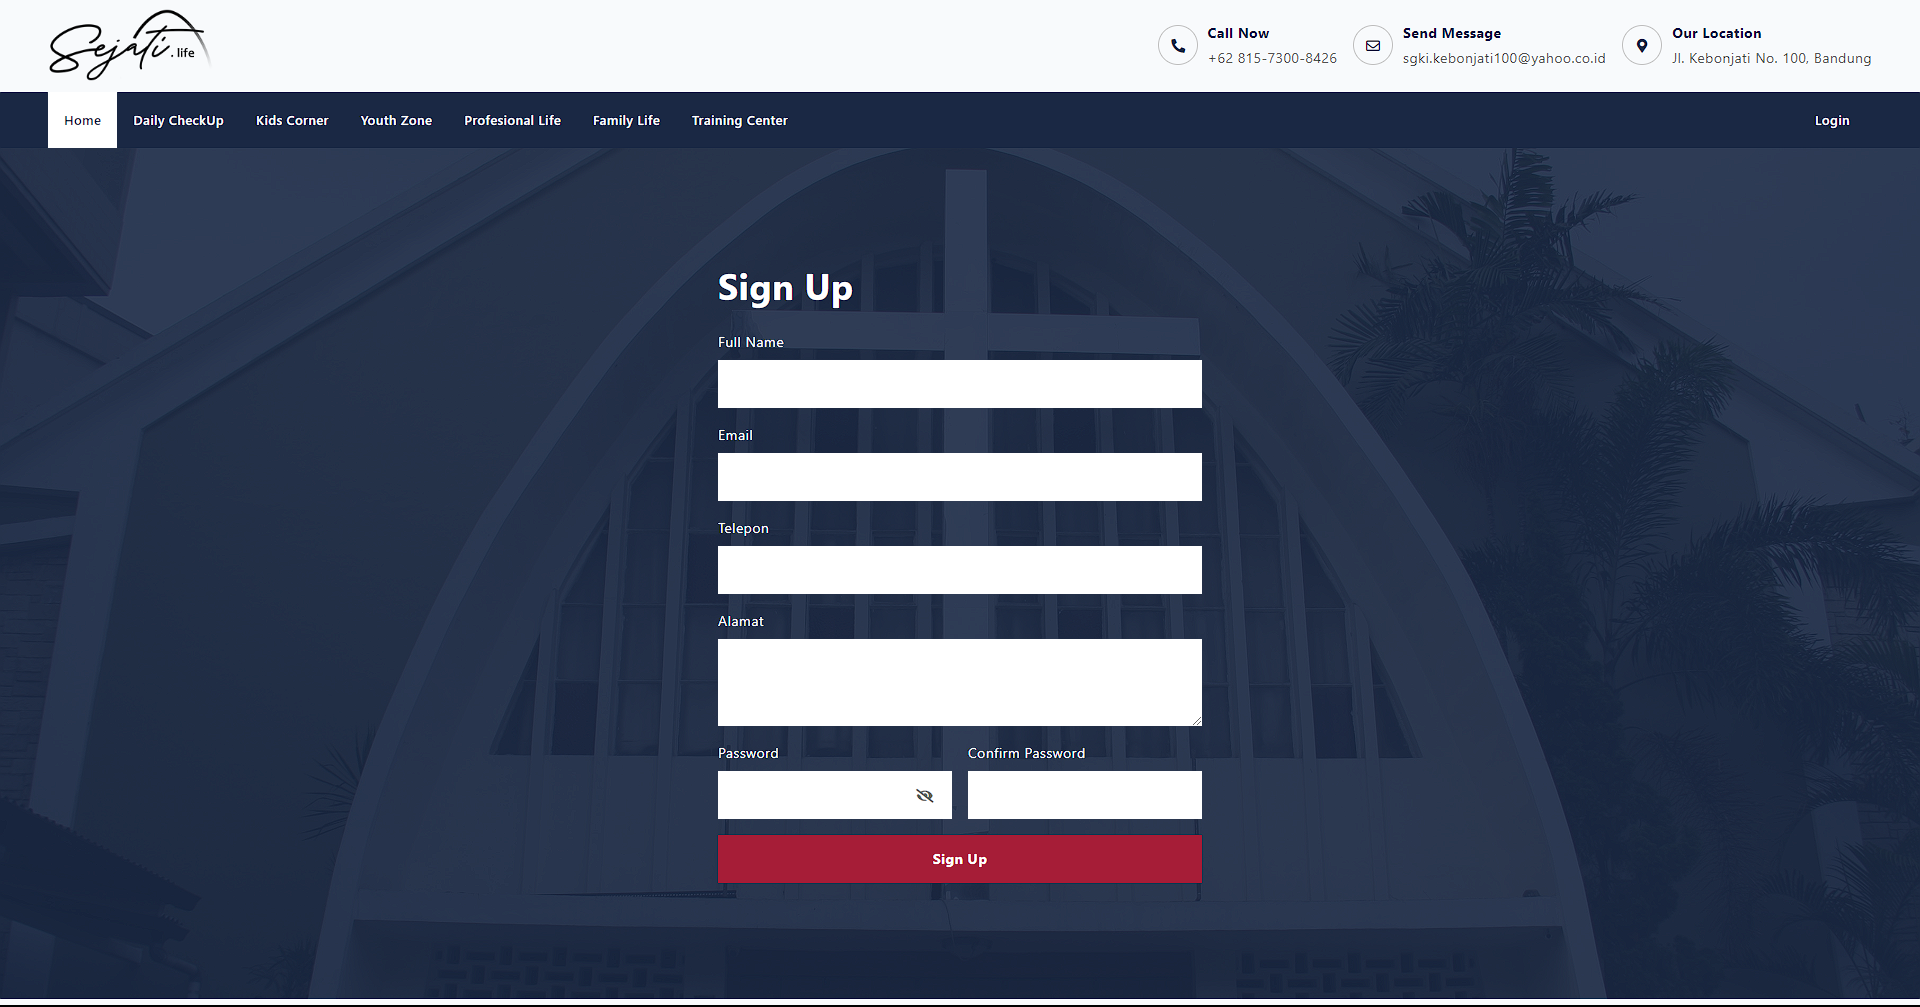 Sejati.life
Call Now
+62 815-7300-8426
Send Message
sgki.kebonjati100@yahoo.co.id
Our Location
Jl. Kebonjati No. 100, Bandung
Home
Daily CheckUp
Kids Corner
Youth Zone
Profesional Life
Family Life
Training Center
Login
Sign Up
Full Name
Email
Telepon
Alamat
Password
Confirm Password
Sign Up